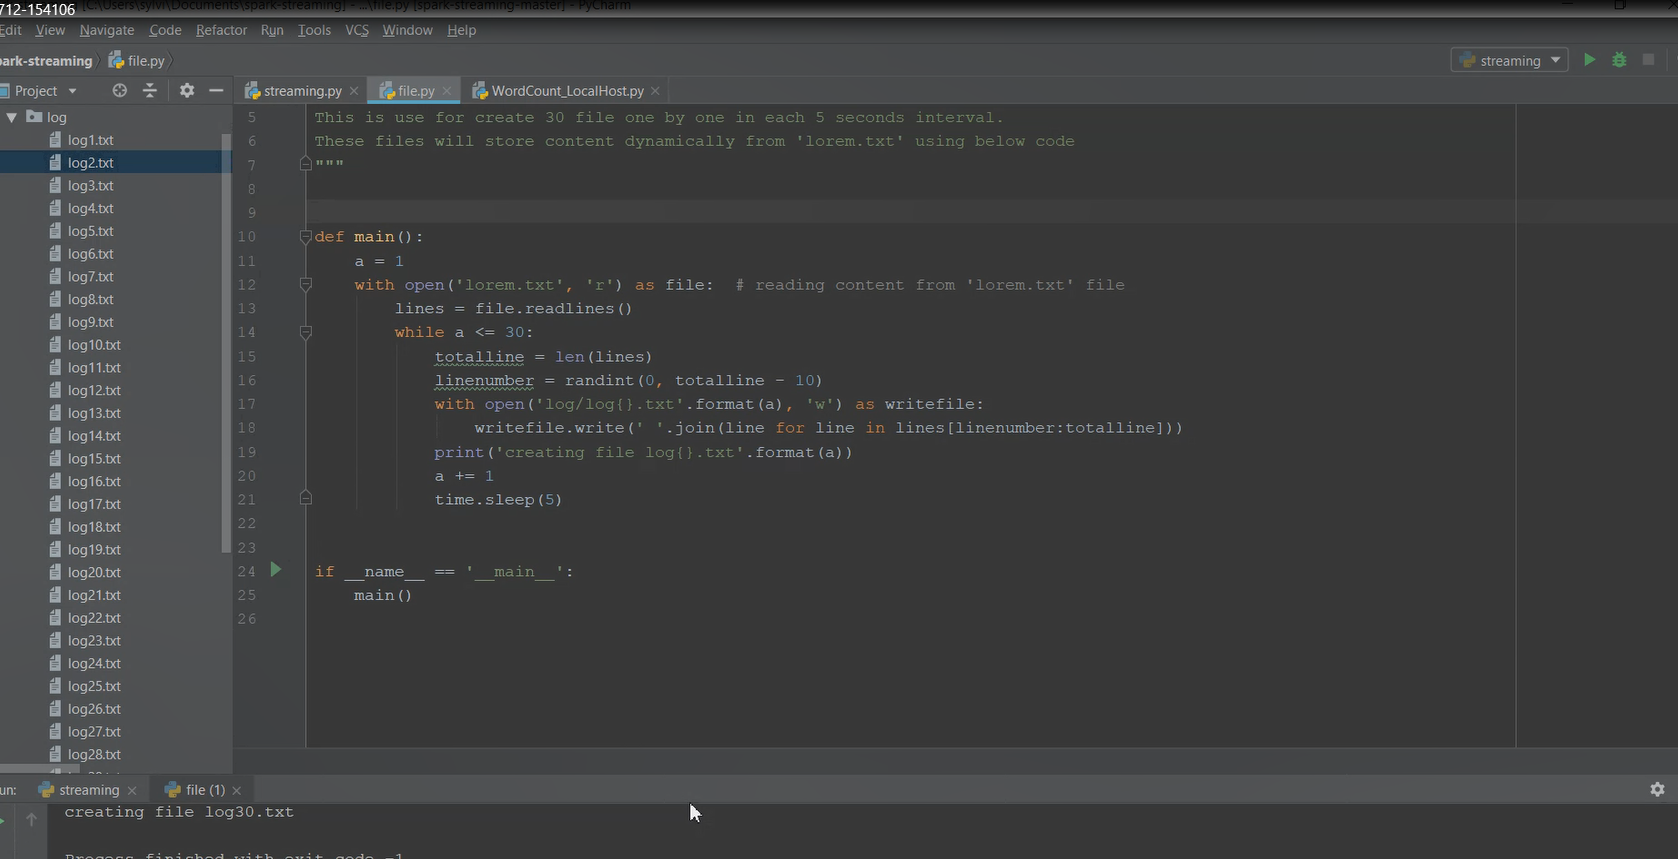 712-154106
[C:\Users\sylvi\Documents\spark-streaming] - ...\file.py [spark-streaming-master] - PyCharm
Edit View Navigate Code Refactor Run Tools VCS Window Help
park-streaming file.py
streaming
Project
streaming.py file.py WordCount_LocalHost.py
log
log1.txt
log2.txt
log3.txt
log4.txt
log5.txt
log6.txt
log7.txt
log8.txt
log9.txt
log10.txt
log11.txt
log12.txt
log13.txt
log14.txt
log15.txt
log16.txt
log17.txt
log18.txt
log19.txt
log20.txt
log21.txt
log22.txt
log23.txt
log24.txt
log25.txt
log26.txt
log27.txt
log28.txt
5 This is use for create 30 file one by one in each 5 seconds interval.
6 These files will store content dynamically from 'lorem.txt' using below code
7 """
8
9
10 def main():
11 a = 1
12 with open('lorem.txt', 'r') as file: # reading content from 'lorem.txt' file
13 lines = file.readlines()
14 while a <= 30:
15 totalline = len(lines)
16 linenumber = randint(0, totalline - 10)
17 with open('log/log{}.txt'.format(a), 'w') as writefile:
18 writefile.write(' '.join(line for line in lines[linenumber:totalline]))
19 print('creating file log{}.txt'.format(a))
20 a += 1
21 time.sleep(5)
22
23
24 if __name__ == '__main__':
25 main()
26
un: streaming file (1)
creating file log30.txt
Process finished with exit code -1